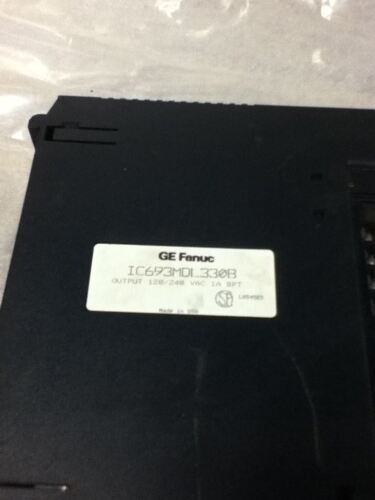 GE Fanuc
IC693MDL330B
OUTPUT 120/240 VAC 1A 8PT
Made in USA